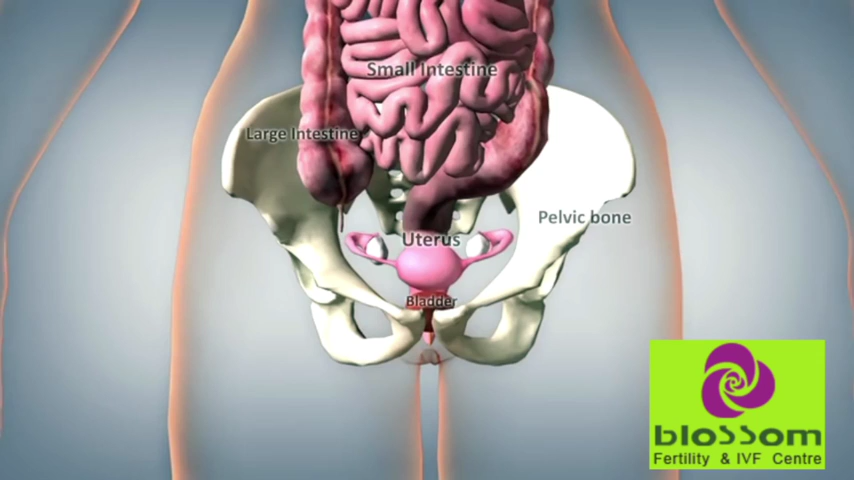 Small Intestine
Large Intestine
Pelvic bone
Uterus
Bladder
blossom
Fertility & IVF Centre